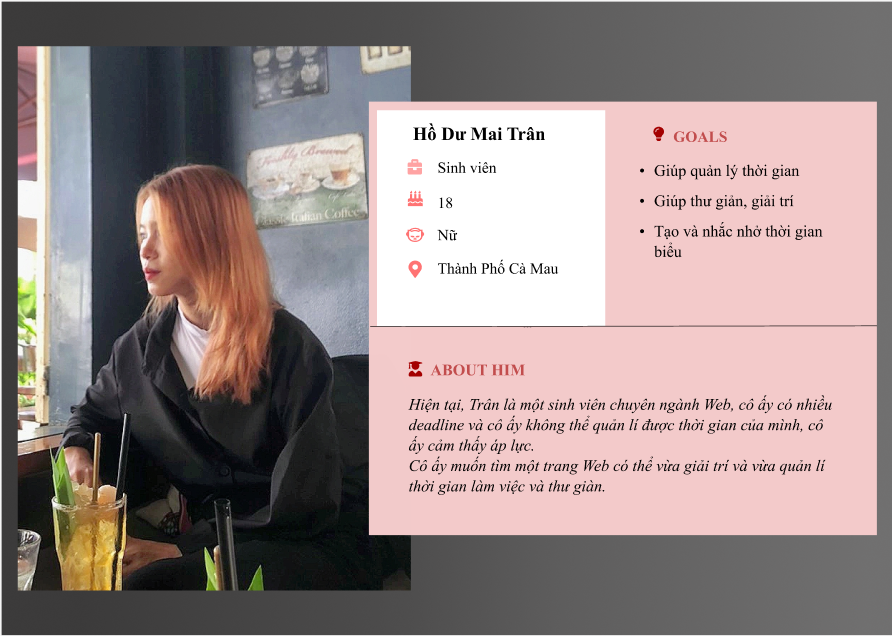 Hồ Dư Mai Trân
Sinh viên
18
Nữ
Thành Phố Cà Mau
GOALS
• Giúp quản lý thời gian
• Giúp thư giản, giải trí
• Tạo và nhắc nhở thời gian
biểu
ABOUT HIM
Hiện tại, Trân là một sinh viên chuyên ngành Web, cô ấy có nhiều
deadline và cô ấy không thể quản lí được thời gian của mình, cô
ấy cảm thấy áp lực.
Cô ấy muốn tìm một trang Web có thể vừa giải trí và vừa quản lí
thời gian làm việc và thư giàn.
Freshly Brewed
Classic Italian Coffee